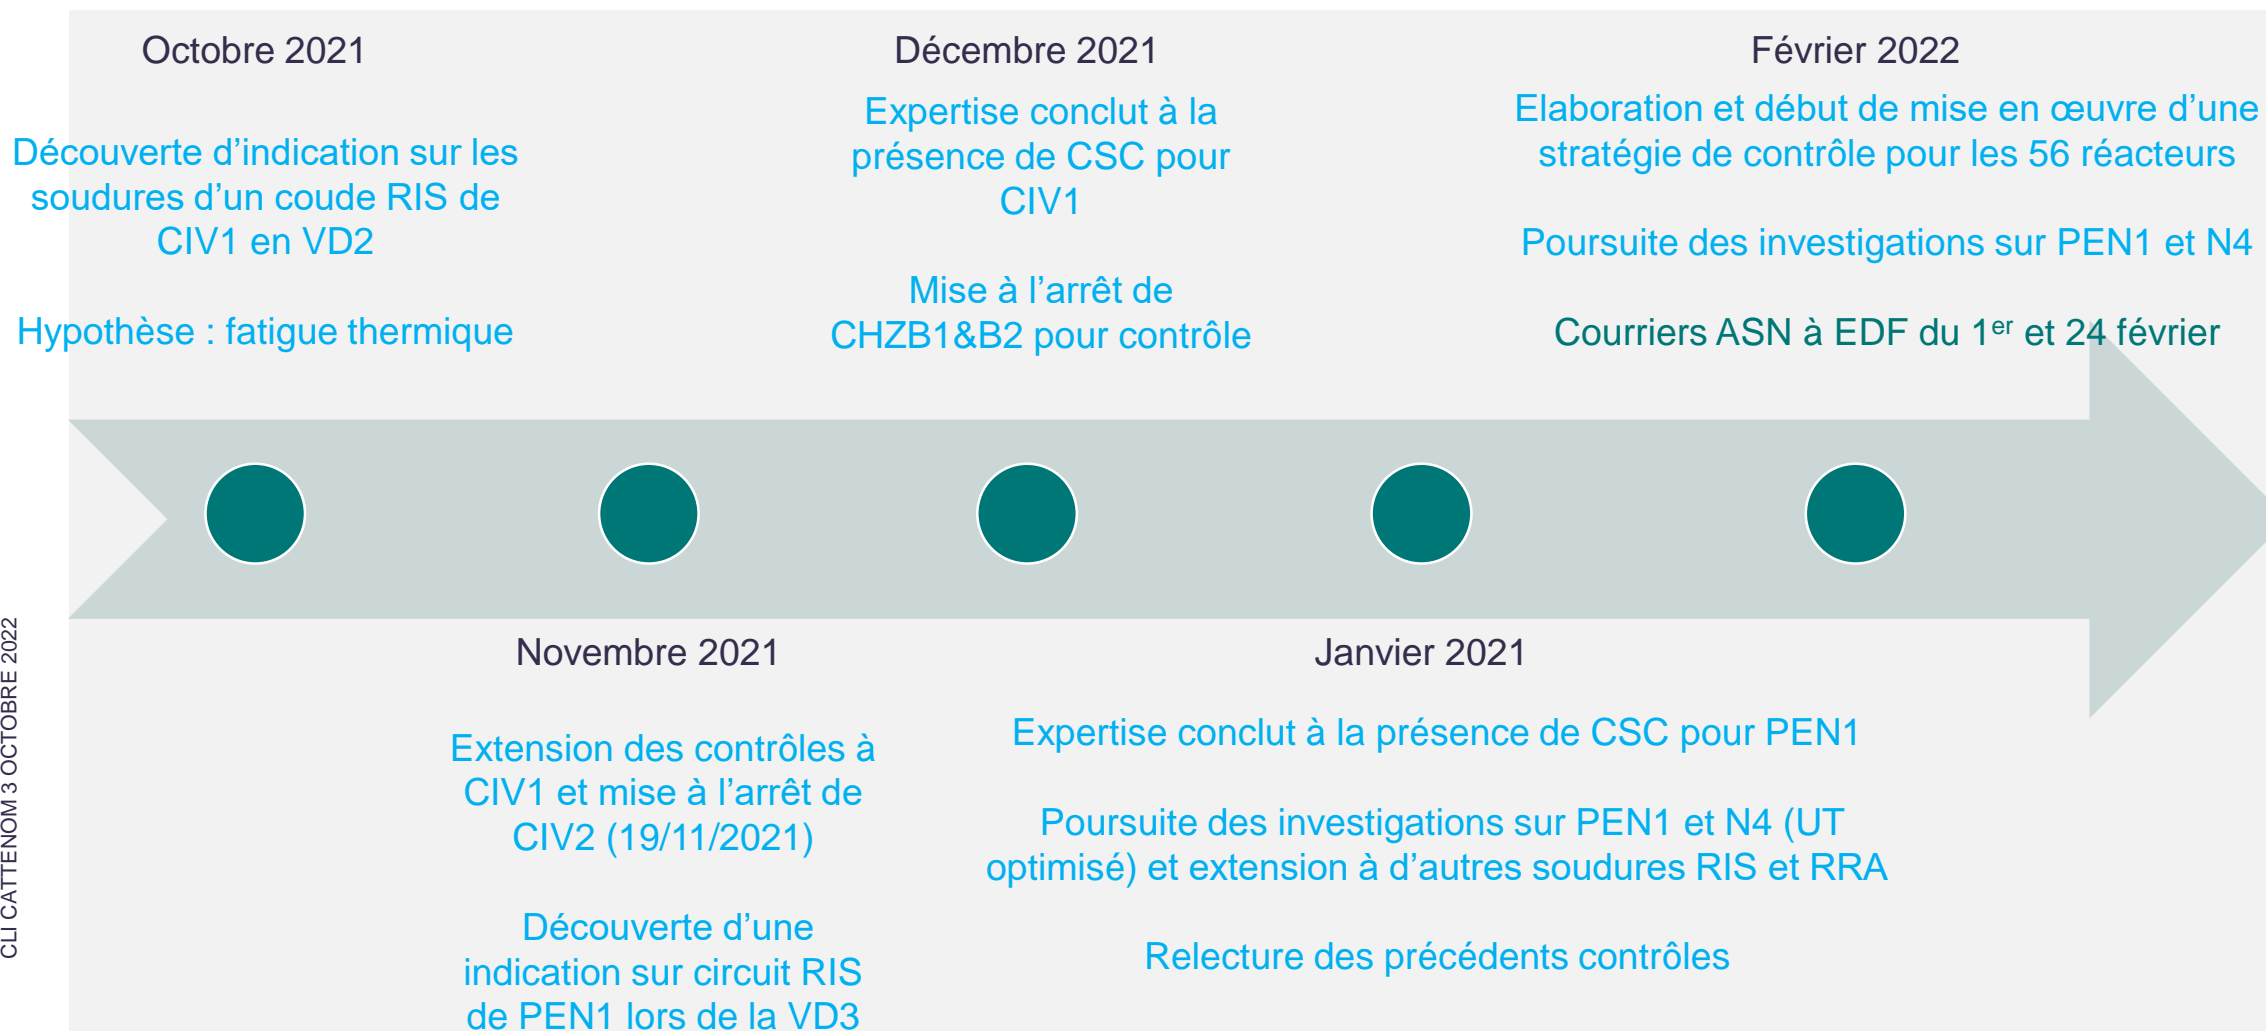 Octobre 2021
Découverte d’indication sur les
soudures d’un coude RIS de
CIV1 en VD2
Hypothèse : fatigue thermique
Décembre 2021
Expertise conclut à la
présence de CSC pour
CIV1
Mise à l’arrêt de
CHZB1&B2 pour contrôle
Février 2022
Elaboration et début de mise en œuvre d’une
stratégie de contrôle pour les 56 réacteurs
Poursuite des investigations sur PEN1 et N4
Courriers ASN à EDF du 1er et 24 février
Novembre 2021
Extension des contrôles à
CIV1 et mise à l’arrêt de
CIV2 (19/11/2021)
Découverte d’une
indication sur circuit RIS
de PEN1 lors de la VD3
Janvier 2021
Expertise conclut à la présence de CSC pour PEN1
Poursuite des investigations sur PEN1 et N4 (UT
optimisé) et extension à d’autres soudures RIS et RRA
Relecture des précédents contrôles
CLI CATTENOM 3 OCTOBRE 2022